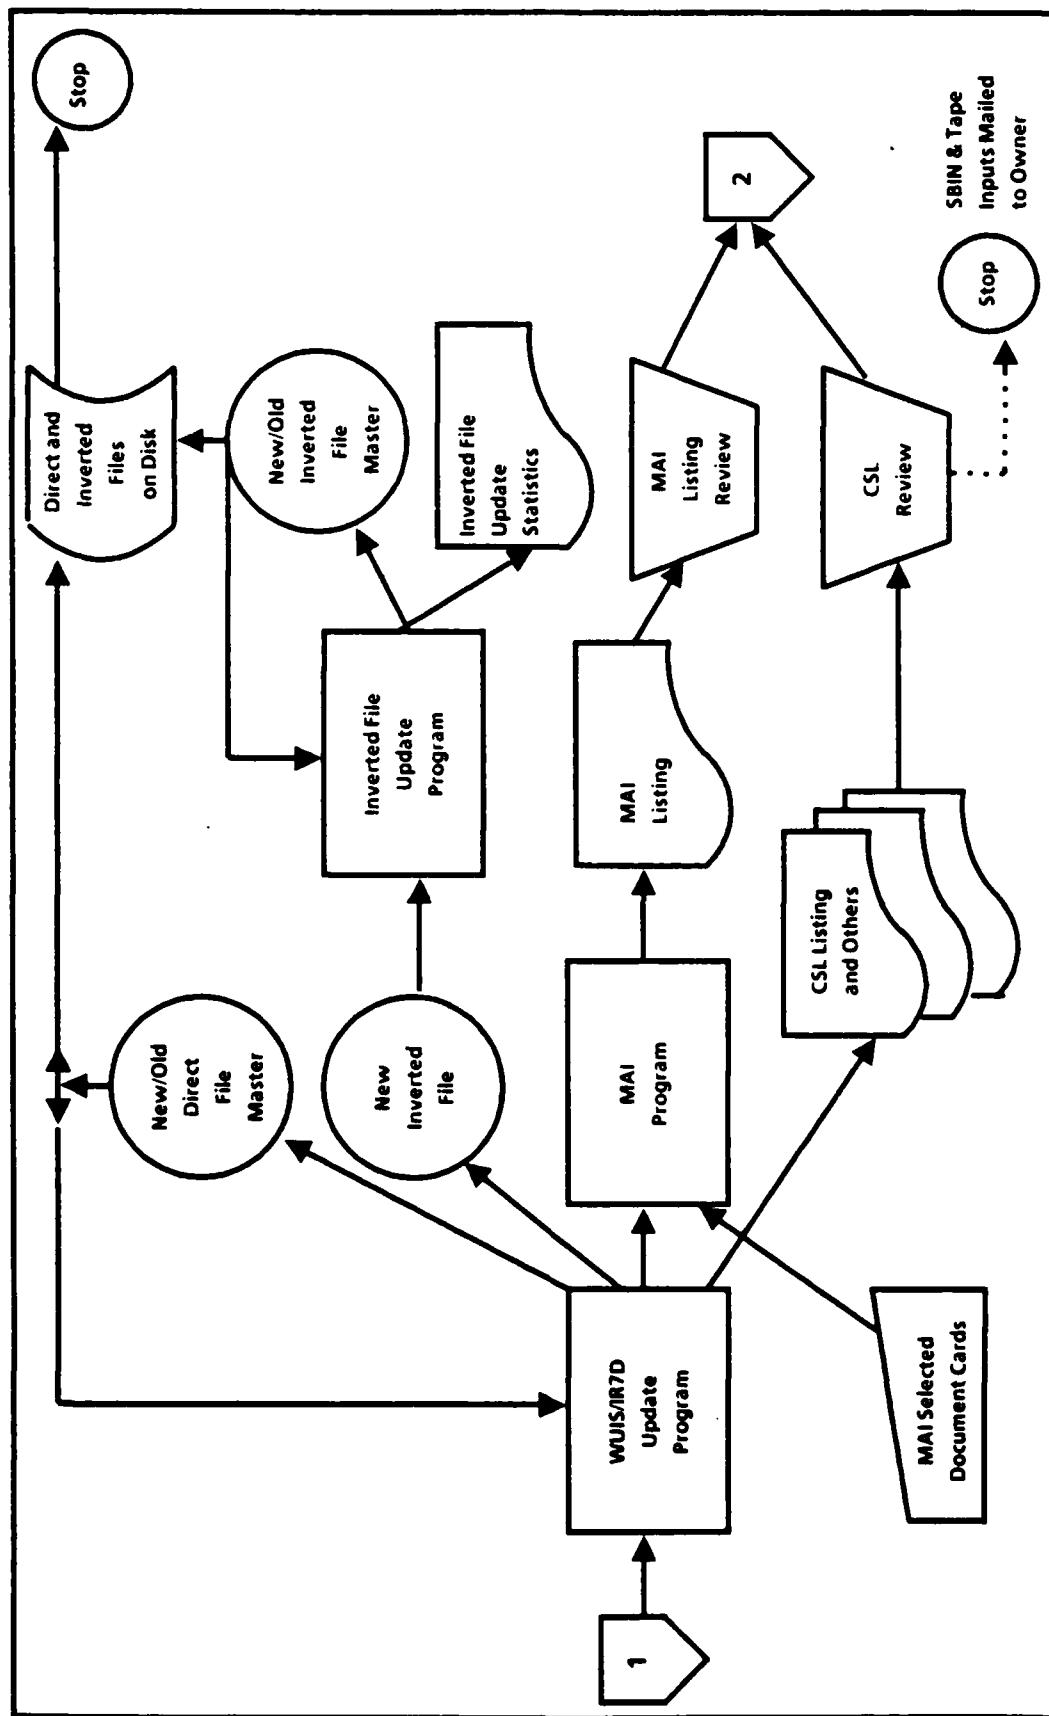 1
WUIS/IR7D
Update
Program
MAI Selected
Document Cards
New/Old
Direct
File
Master
New
Inverted
File
MAI
Program
CSL Listing
and Others
Inverted File
Update
Program
MAI
Listing
Direct and
Inverted
Files
on Disk
New/Old
Inverted
File
Master
Inverted File
Update
Statistics
MAI
Listing
Review
CSL
Review
Stop
2
Stop
SBIN & Tape
Inputs Mailed
to Owner